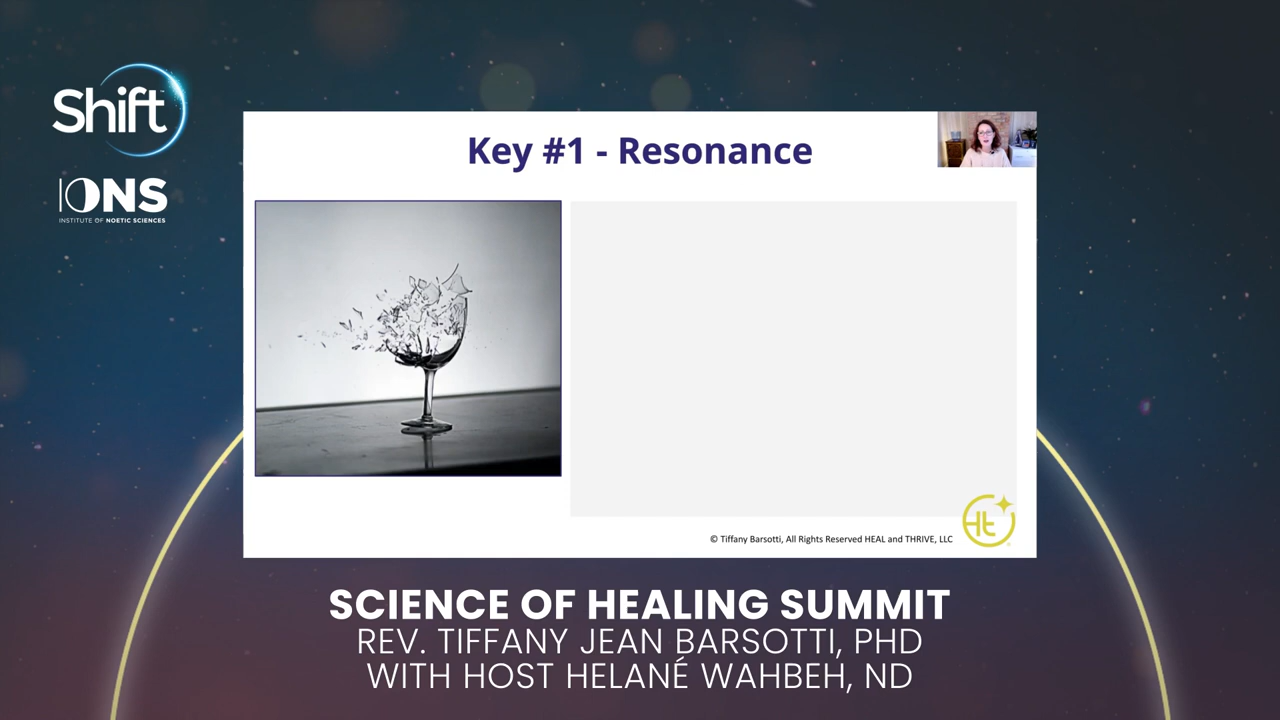 Shift
IONS
INSTITUTE OF NOETIC SCIENCES
Key #1 - Resonance
Ht
© Tiffany Barsotti, All Rights Reserved HEAL and THRIVE, LLC
SCIENCE OF HEALING SUMMIT
REV. TIFFANY JEAN BARSOTTI, PHD
WITH HOST HELANÉ WAHBEH, ND